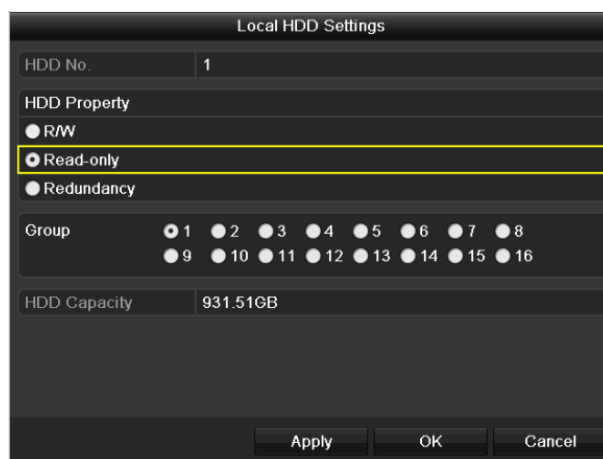 Local HDD Settings
HDD No. 1
HDD Property
R/W
Read-only
Redundancy
Group 1 2 3 4 5 6 7 8
9 10 11 12 13 14 15 16
HDD Capacity 931.51GB
Apply OK Cancel